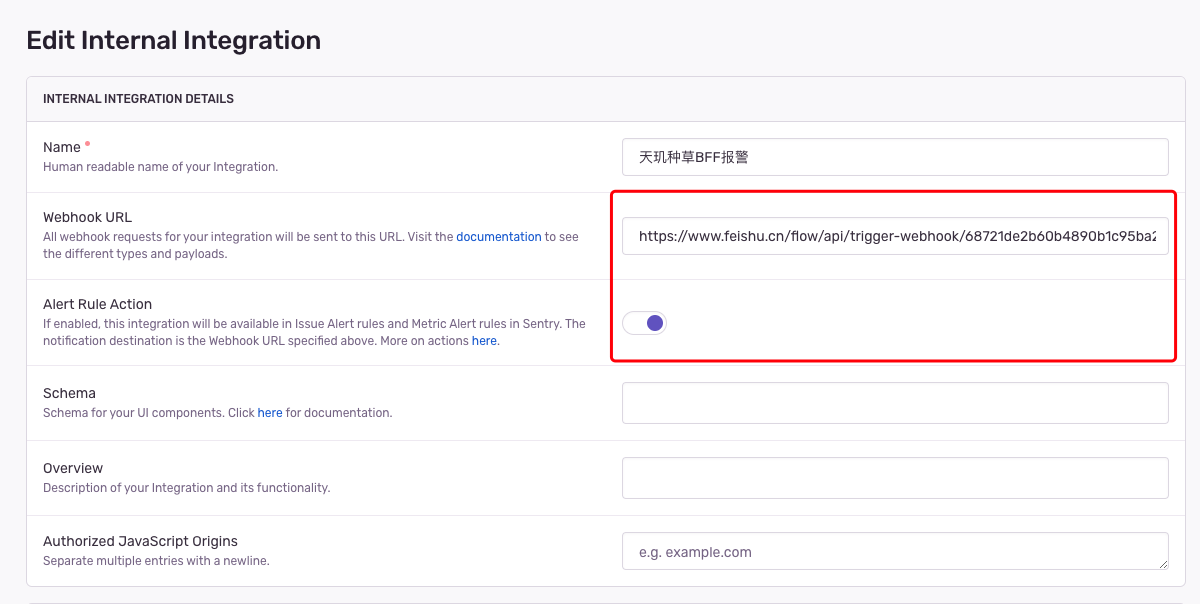 Edit Internal Integration
INTERNAL INTEGRATION DETAILS
Name *
Human readable name of your Integration.
天玑种草BFF报警
Webhook URL
All webhook requests for your integration will be sent to this URL. Visit the documentation to see
the different types and payloads.
https://www.feishu.cn/flow/api/trigger-webhook/68721de2b60b4890b1c95ba2
Alert Rule Action
If enabled, this integration will be available in Issue Alert rules and Metric Alert rules in Sentry. The
notification destination is the Webhook URL specified above. More on actions here.
Schema
Schema for your UI components. Click here for documentation.
Overview
Description of your Integration and its functionality.
Authorized JavaScript Origins
Separate multiple entries with a newline.
e.g. example.com